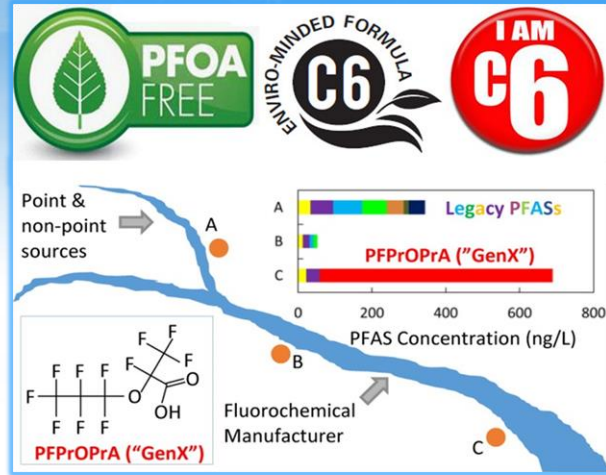 PFOA
FREE
ENVIRO-MINDED FORMULA
C6
I AM
C6
Point &
non-point
sources
A
A
B
C
Legacy PFASs
PFPrOPrA ("GenX")
0 200 400 600 800
PFAS Concentration (ng/L)
F F F
F F F F
F
F O O
F F F OH
PFPrOPrA ("GenX")
B
Fluorochemical
Manufacturer
C